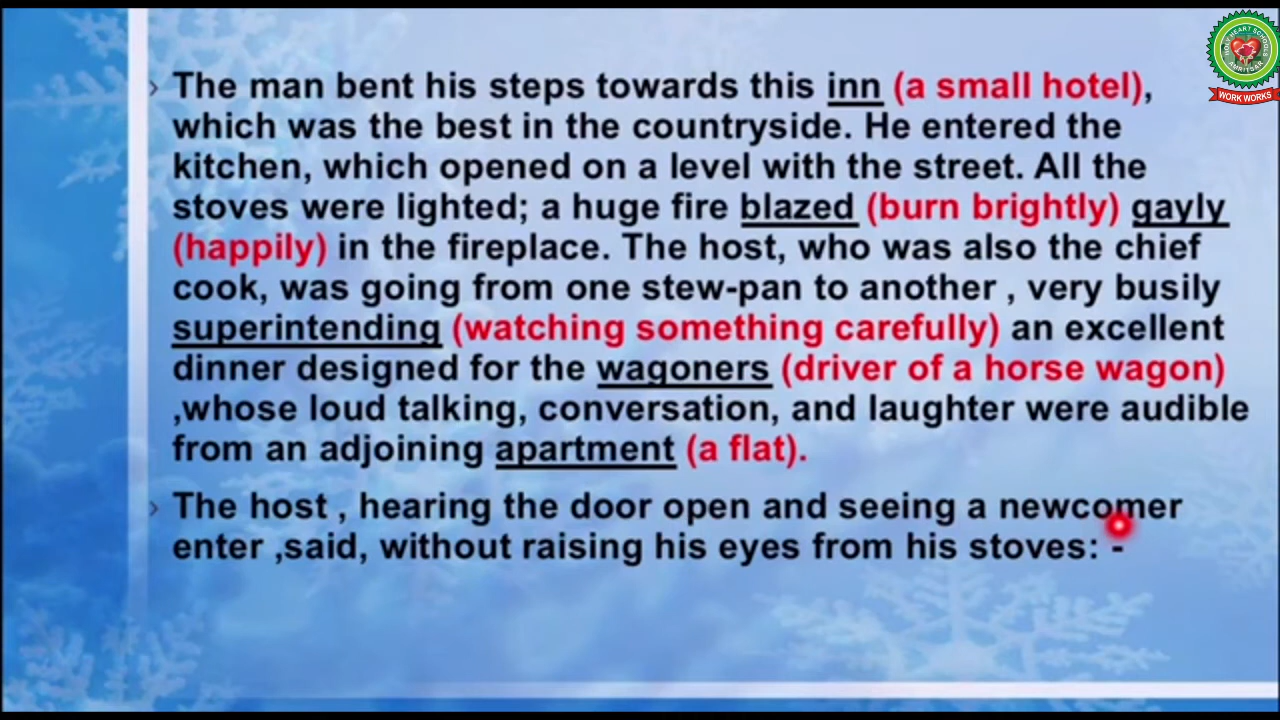 › The man bent his steps towards this inn (a small hotel),
which was the best in the countryside. He entered the
kitchen, which opened on a level with the street. All the
stoves were lighted; a huge fire blazed (burn brightly) gayly
(happily) in the fireplace. The host, who was also the chief
cook, was going from one stew-pan to another , very busily
superintending (watching something carefully) an excellent
dinner designed for the wagoners (driver of a horse wagon)
,whose loud talking, conversation, and laughter were audible
from an adjoining apartment (a flat).
› The host , hearing the door open and seeing a newcomer
enter ,said, without raising his eyes from his stoves: -
HOLY HEART SCHOOLS
AMRITSAR
WORK WORKS